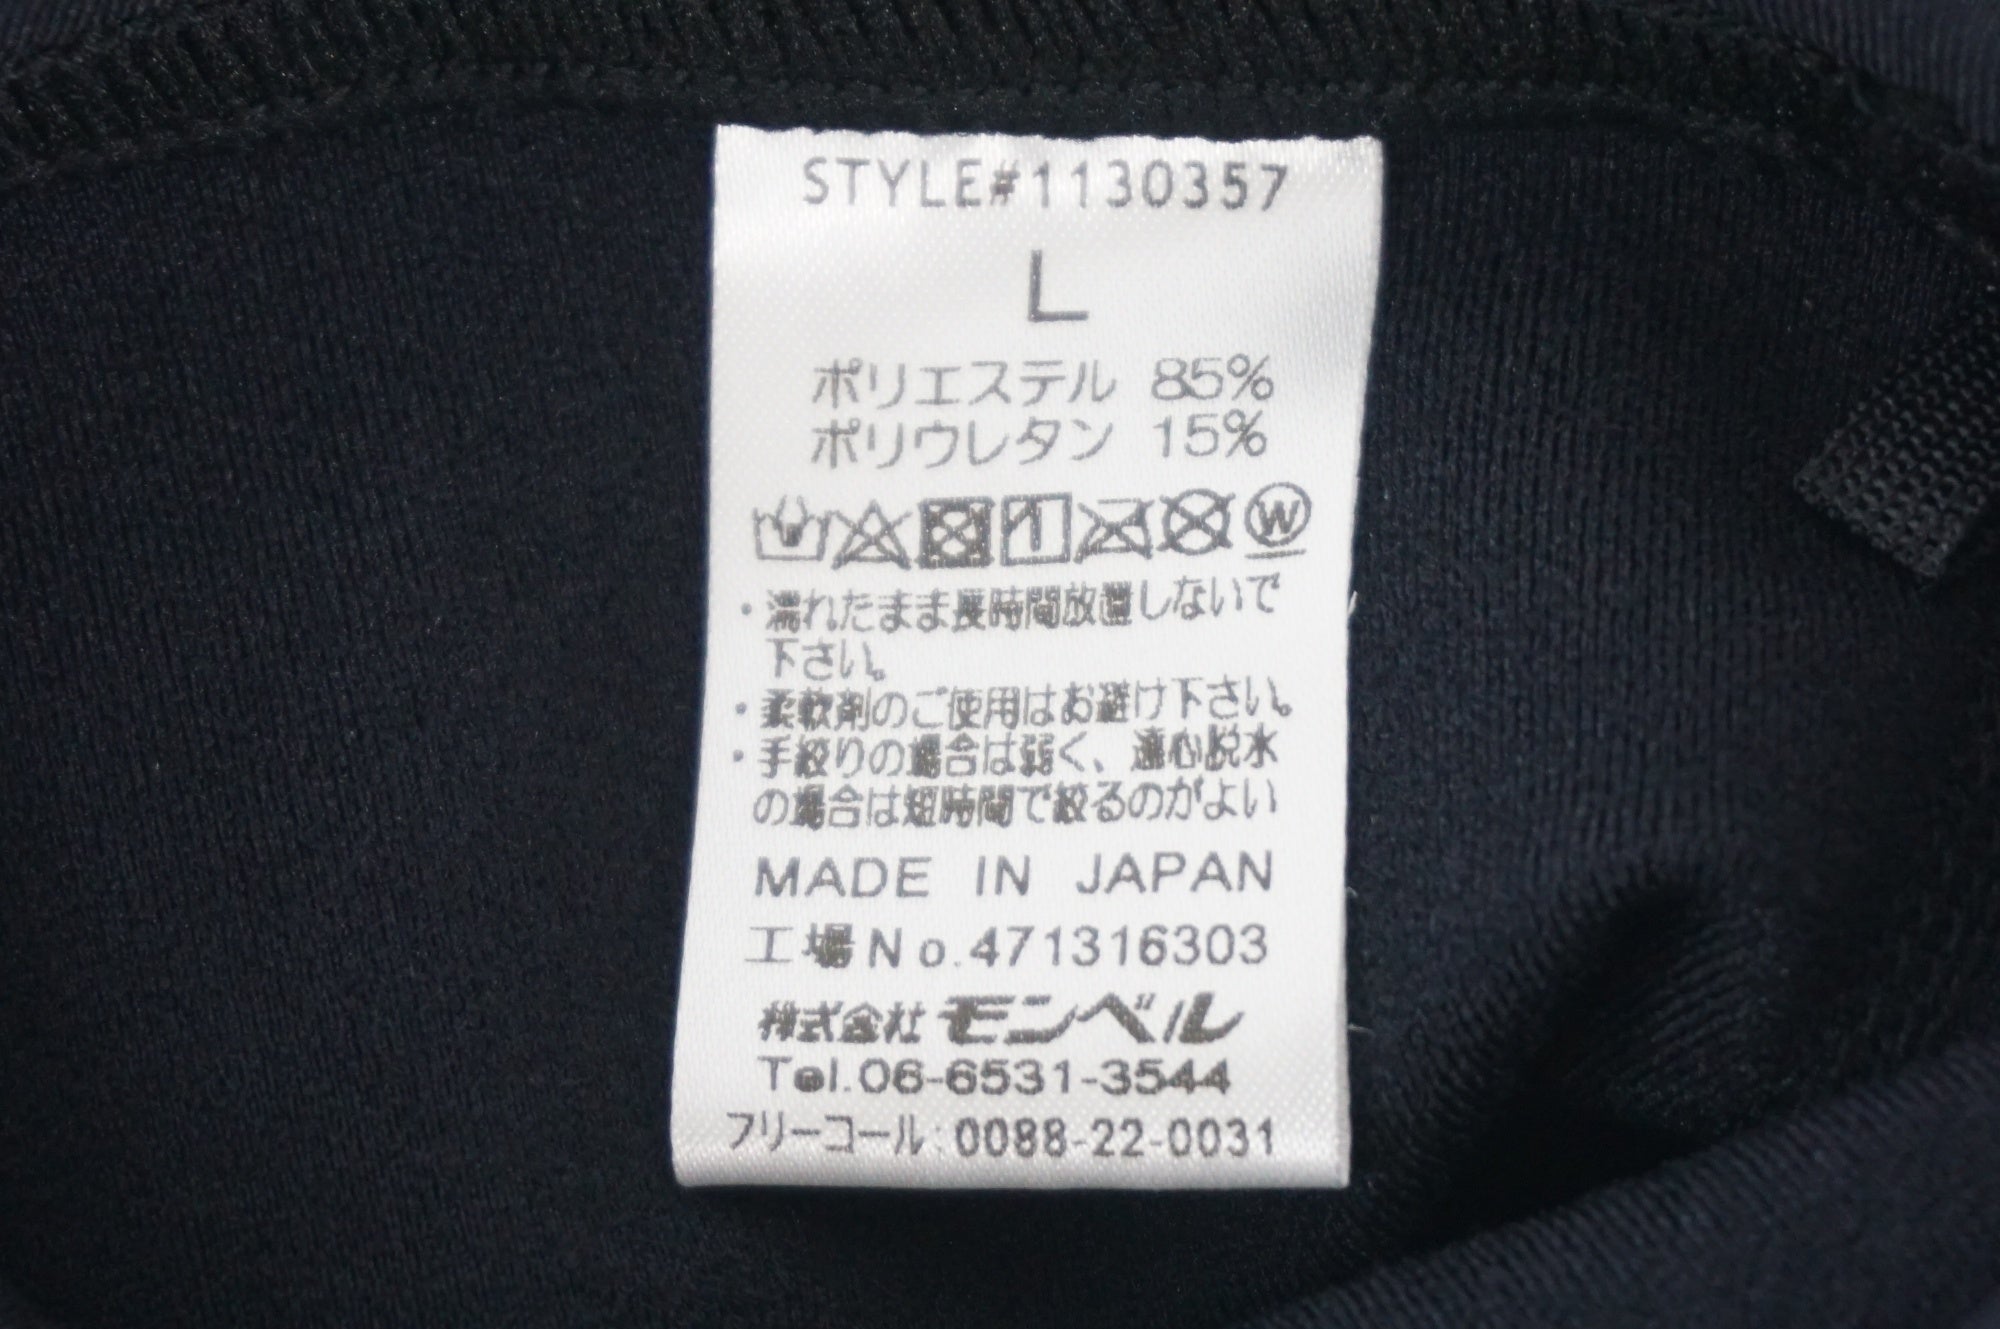 STYLE#1130357
L
ポリエステル 85%
ポリウレタン 15%
W
・濡れたまま長時間放置しないで
下さい。
・柔軟剤のご使用はお避け下さい。
・手絞りの場合は弱く、遠心脱水
の場合は短時間で絞るのがよい
MADE IN JAPAN
工場No.471316303
株式会社 モンベル
Tel.06-6531-3544
フリーコール:0088-22-0031